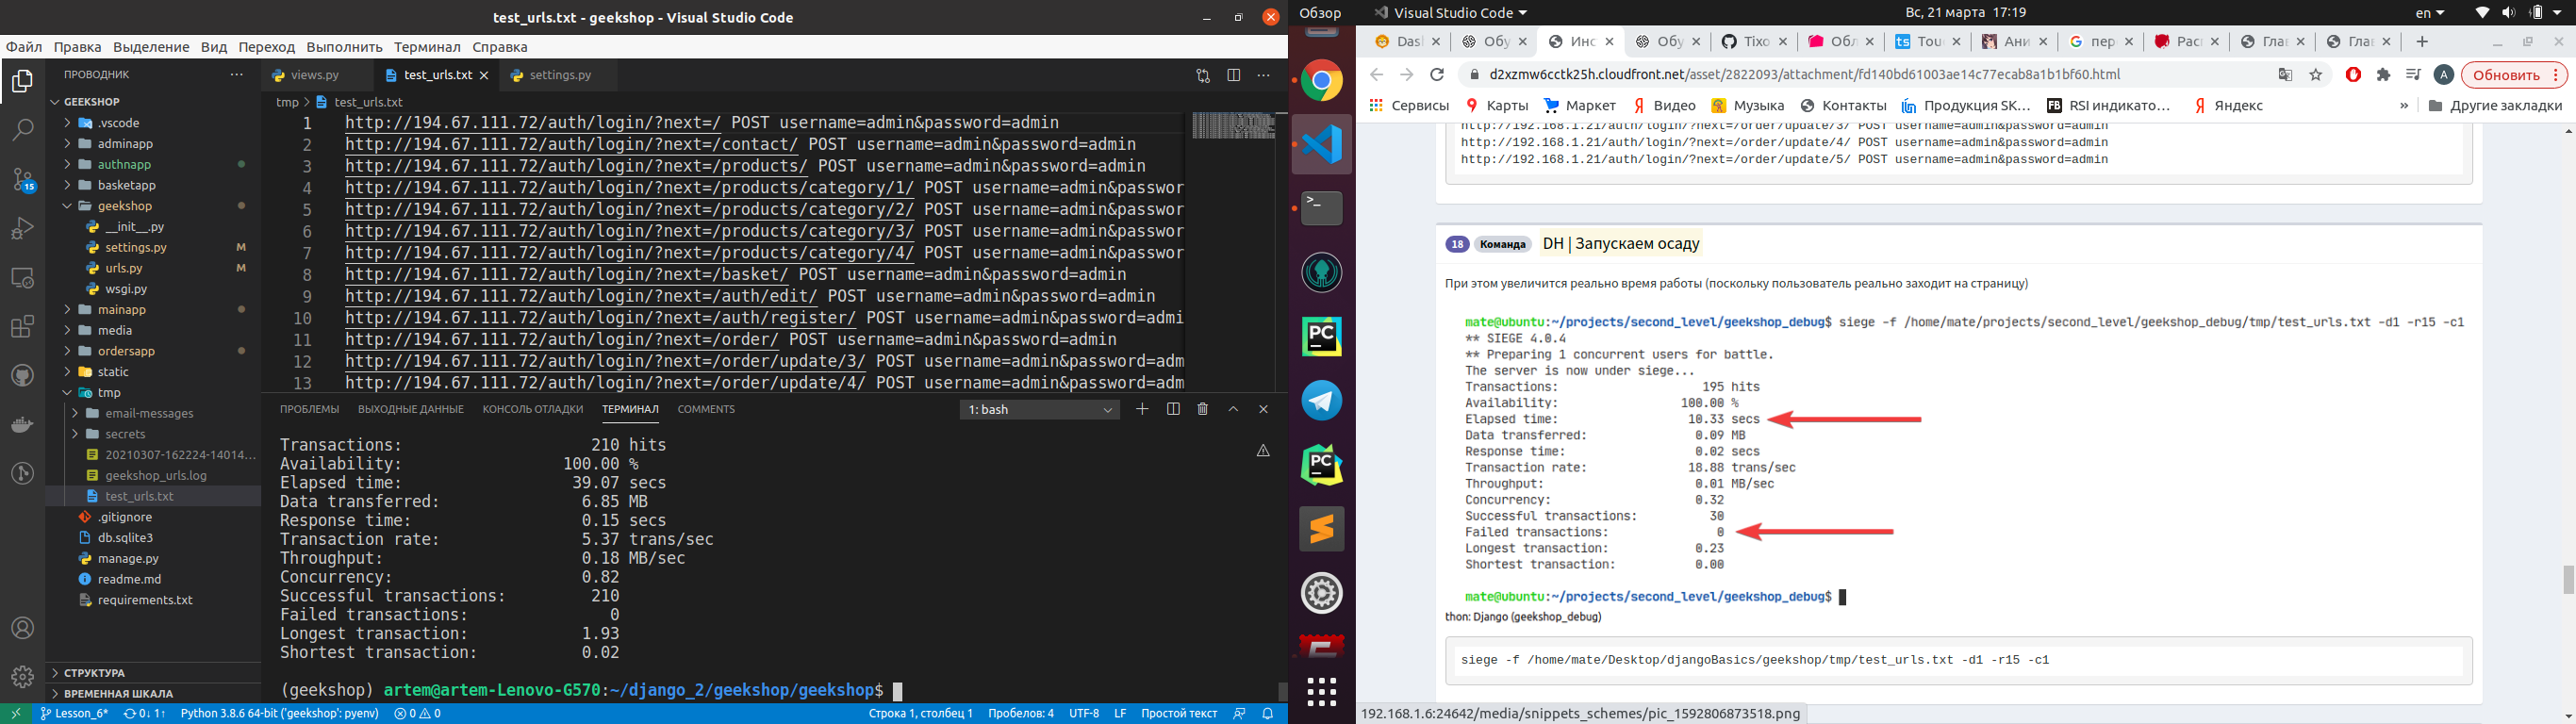 test_urls.txt - geekshop - Visual Studio Code
Файл Правка Выделение Вид Переход Выполнить Терминал Справка
ПРОВОДНИК
GEEKSHOP
.vscode
adminapp
authnapp
basketapp
geekshop
__init__.py
settings.py M
urls.py M
wsgi.py
mainapp
media
ordersapp
static
tmp
email-messages
secrets
20210307-162224-14014...
geekshop_urls.log
test_urls.txt
.gitignore
db.sqlite3
manage.py
readme.md
requirements.txt
СТРУКТУРА
ВРЕМЕННАЯ ШКАЛА
15
views.py test_urls.txt settings.py
tmp > test_urls.txt
1 http://194.67.111.72/auth/login/?next=/ POST username=admin&password=admin
2 http://194.67.111.72/auth/login/?next=/contact/ POST username=admin&password=admin
3 http://194.67.111.72/auth/login/?next=/products/ POST username=admin&password=admin
4 http://194.67.111.72/auth/login/?next=/products/category/1/ POST username=admin&passwor
5 http://194.67.111.72/auth/login/?next=/products/category/2/ POST username=admin&passwor
6 http://194.67.111.72/auth/login/?next=/products/category/3/ POST username=admin&passwor
7 http://194.67.111.72/auth/login/?next=/products/category/4/ POST username=admin&passwor
8 http://194.67.111.72/auth/login/?next=/basket/ POST username=admin&password=admin
9 http://194.67.111.72/auth/login/?next=/auth/edit/ POST username=admin&password=admin
10 http://194.67.111.72/auth/login/?next=/auth/register/ POST username=admin&password=admi
11 http://194.67.111.72/auth/login/?next=/order/ POST username=admin&password=admin
12 http://194.67.111.72/auth/login/?next=/order/update/3/ POST username=admin&password=adm
13 http://194.67.111.72/auth/login/?next=/order/update/4/ POST username=admin&password=adm
ПРОБЛЕМЫ ВЫХОДНЫЕ ДАННЫЕ КОНСОЛЬ ОТЛАДКИ ТЕРМИНАЛ COMMENTS 1: bash
Transactions: 210 hits
Availability: 100.00 %
Elapsed time: 39.07 secs
Data transferred: 6.85 MB
Response time: 0.15 secs
Transaction rate: 5.37 trans/sec
Throughput: 0.18 MB/sec
Concurrency: 0.82
Successful transactions: 210
Failed transactions: 0
Longest transaction: 1.93
Shortest transaction: 0.02
(geekshop) artem@artem-Lenovo-G570:~/django_2/geekshop/geekshop$
Lesson_6* 0↓ 1↑ Python 3.8.6 64-bit ('geekshop': pyenv) 0 0 Строка 1, столбец 1 Пробелов: 4 UTF-8 LF Простой текст
Обзор Visual Studio Code Вс, 21 марта 17:19 en
Das Обу Инс Обу Tixo Обл Tou Ани пер Рас Глав Глав
d2xzmw6cctk25h.cloudfront.net/asset/2822093/attachment/fd140bd61003ae14c77ecab8a1b1bf60.html A Обновить
Сервисы Карты Маркет Видео Музыка Контакты Продукция SK... RSI индикато... Яндекс » Другие закладки
http://192.168.1.21/auth/login/?next=/order/update/3/ POST username=admin&password=admin
http://192.168.1.21/auth/login/?next=/order/update/4/ POST username=admin&password=admin
http://192.168.1.21/auth/login/?next=/order/update/5/ POST username=admin&password=admin
18 Команда DH | Запускаем осаду
При этом увеличится реально время работы (поскольку пользователь реально заходит на страницу)
mate@ubuntu:~/projects/second_level/geekshop_debug$ siege -f /home/mate/projects/second_level/geekshop_debug/tmp/test_urls.txt -d1 -r15 -c1
** SIEGE 4.0.4
** Preparing 1 concurrent users for battle.
The server is now under siege...
Transactions: 195 hits
Availability: 100.00 %
Elapsed time: 10.33 secs
Data transferred: 0.09 MB
Response time: 0.02 secs
Transaction rate: 18.88 trans/sec
Throughput: 0.01 MB/sec
Concurrency: 0.32
Successful transactions: 30
Failed transactions: 0
Longest transaction: 0.23
Shortest transaction: 0.00
mate@ubuntu:~/projects/second_level/geekshop_debug$
thon: Django (geekshop_debug)
siege -f /home/mate/Desktop/djangoBasics/geekshop/tmp/test_urls.txt -d1 -r15 -c1
192.168.1.6:24642/media/snippets_schemes/pic_1592806873518.png